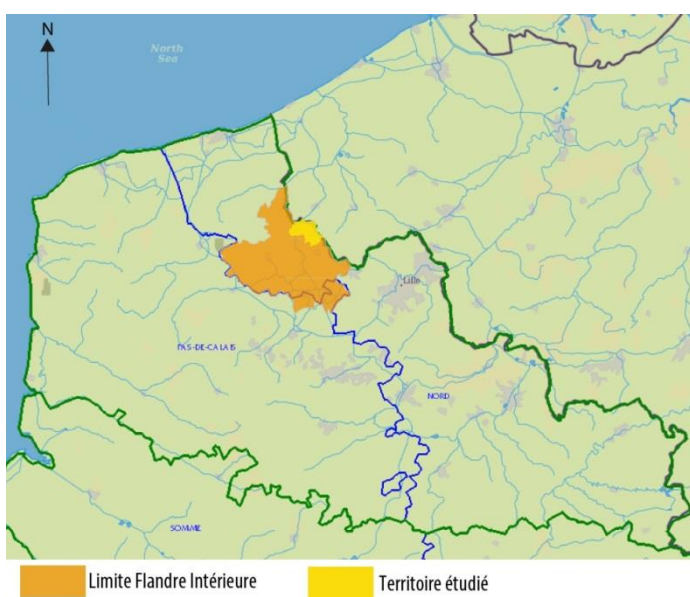 N
North
Sea
Lille
PAS-DE-CALAIS
NORD
SOMME
Limite Flandre Intérieure
Territoire étudié